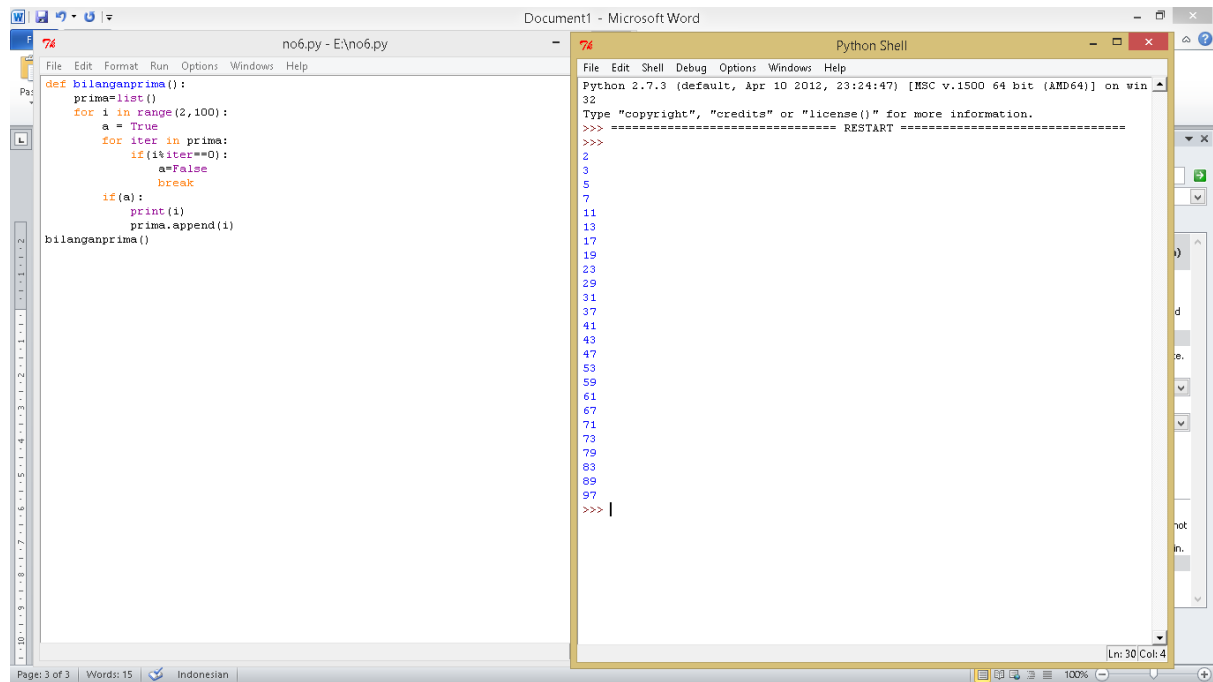 Document1 - Microsoft Word
no6.py - E:\no6.py
File Edit Format Run Options Windows Help
def bilanganprima():
    prima=list()
    for i in range(2,100):
        a = True
        for iter in prima:
            if(i%iter==0):
                a=False
                break
        if(a):
            print(i)
            prima.append(i)
bilanganprima()
Python Shell
File Edit Shell Debug Options Windows Help
Python 2.7.3 (default, Apr 10 2012, 23:24:47) [MSC v.1500 64 bit (AMD64)] on win
32
Type "copyright", "credits" or "license()" for more information.
>>> ================================ RESTART ================================
>>>
2
3
5
7
11
13
17
19
23
29
31
37
41
43
47
53
59
61
67
71
73
79
83
89
97
>>>
Ln: 30 Col: 4
Page: 3 of 3 Words: 15 Indonesian 100%